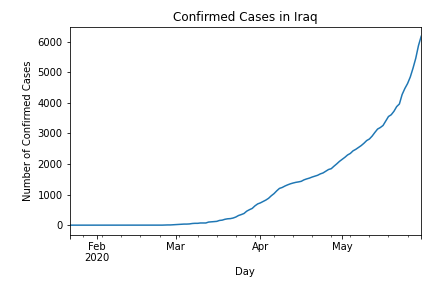 Confirmed Cases in Iraq
Number of Confirmed Cases
6000
5000
4000
3000
2000
1000
0
Feb Mar Apr May
2020
Day